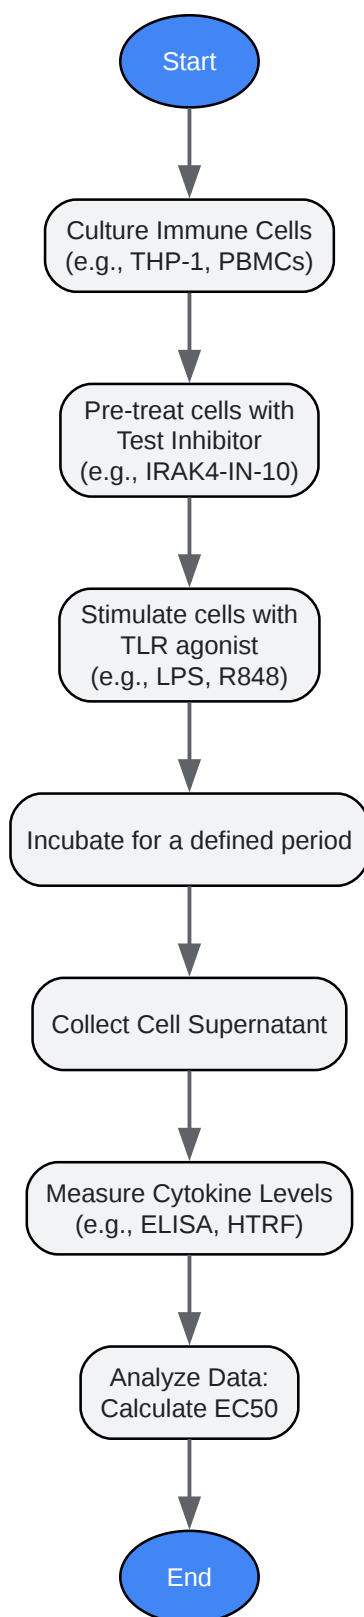 Start
Culture Immune Cells
(e.g., THP-1, PBMCs)
Pre-treat cells with
Test Inhibitor
(e.g., IRAK4-IN-10)
Stimulate cells with
TLR agonist
(e.g., LPS, R848)
Incubate for a defined period
Collect Cell Supernatant
Measure Cytokine Levels
(e.g., ELISA, HTRF)
Analyze Data:
Calculate EC50
End